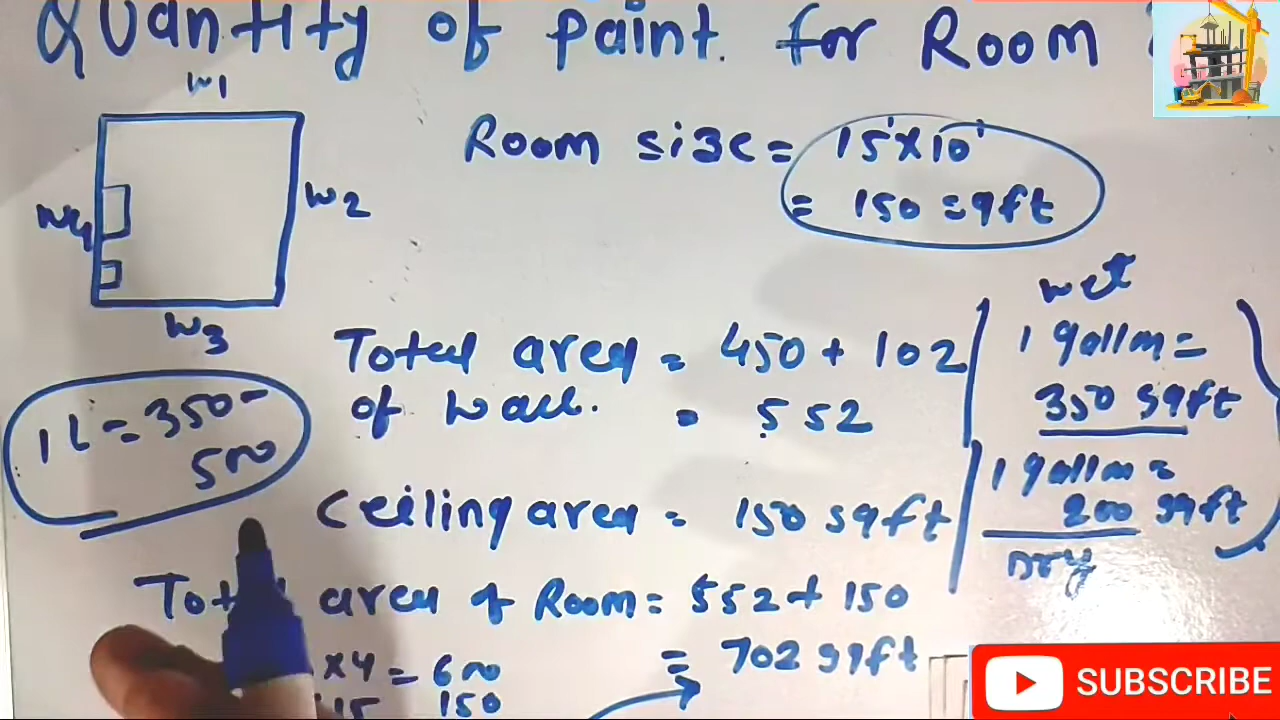 Quantity of paint. for Room
W1
Room size = 15'x10'
= 150 sqft
W4
W2
W3
wet
1 gallon =
350 sqft
Total area = 450 + 102
of wall. = 552
1L = 350-
500
1 gallon =
200 sqft
Dry
Ceiling area = 150 sqft
Total area of Room = 552 + 150
= 702 sqft
x4 = 600
15 150
SUBSCRIBE